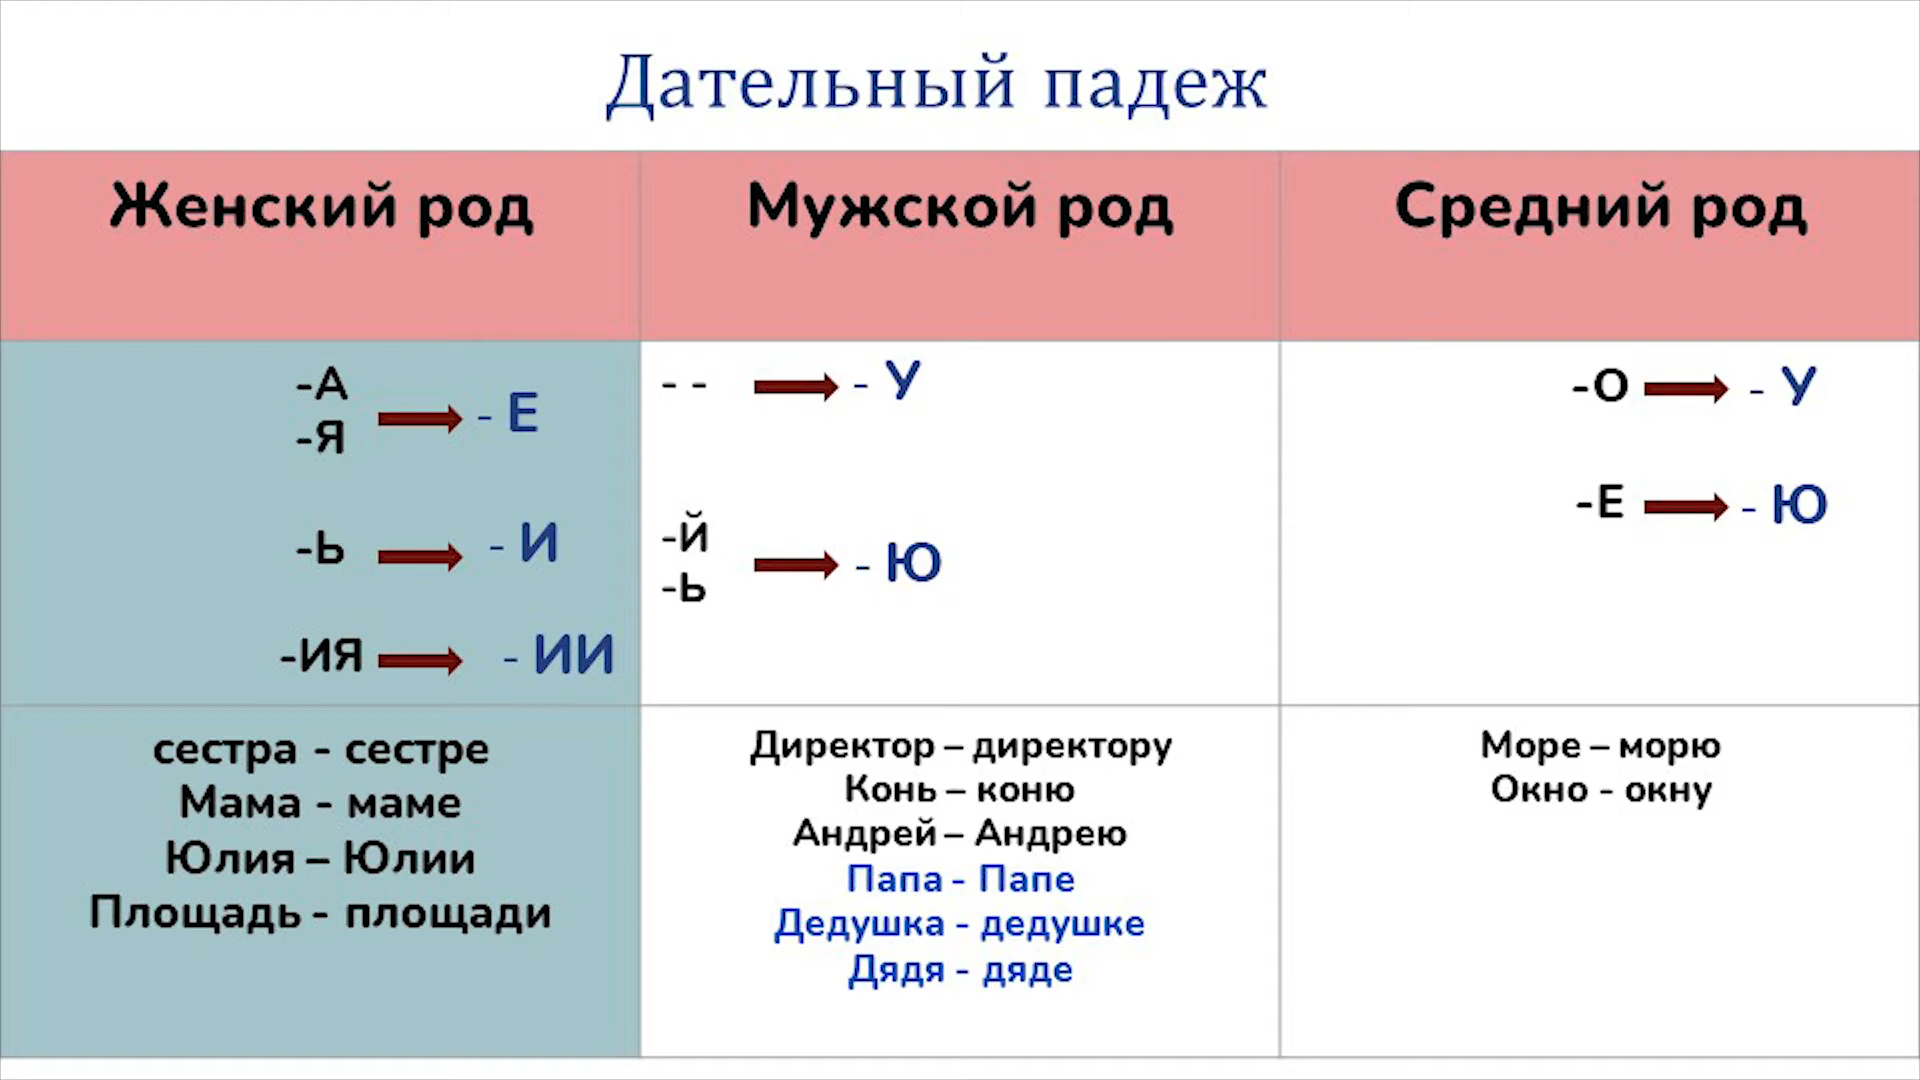 Дательный падеж
Женский род
Мужской род
Средний род
-А
-Я
- Е
-Ь
- И
-ИЯ
- ИИ
- -
- У
-Й
-Ь
- Ю
-О
- У
-Е
- Ю
сестра - сестре
Мама - маме
Юлия – Юлии
Площадь - площади
Директор – директору
Конь – коню
Андрей – Андрею
Папа - Папе
Дедушка - дедушке
Дядя - дяде
Море – морю
Окно - окну